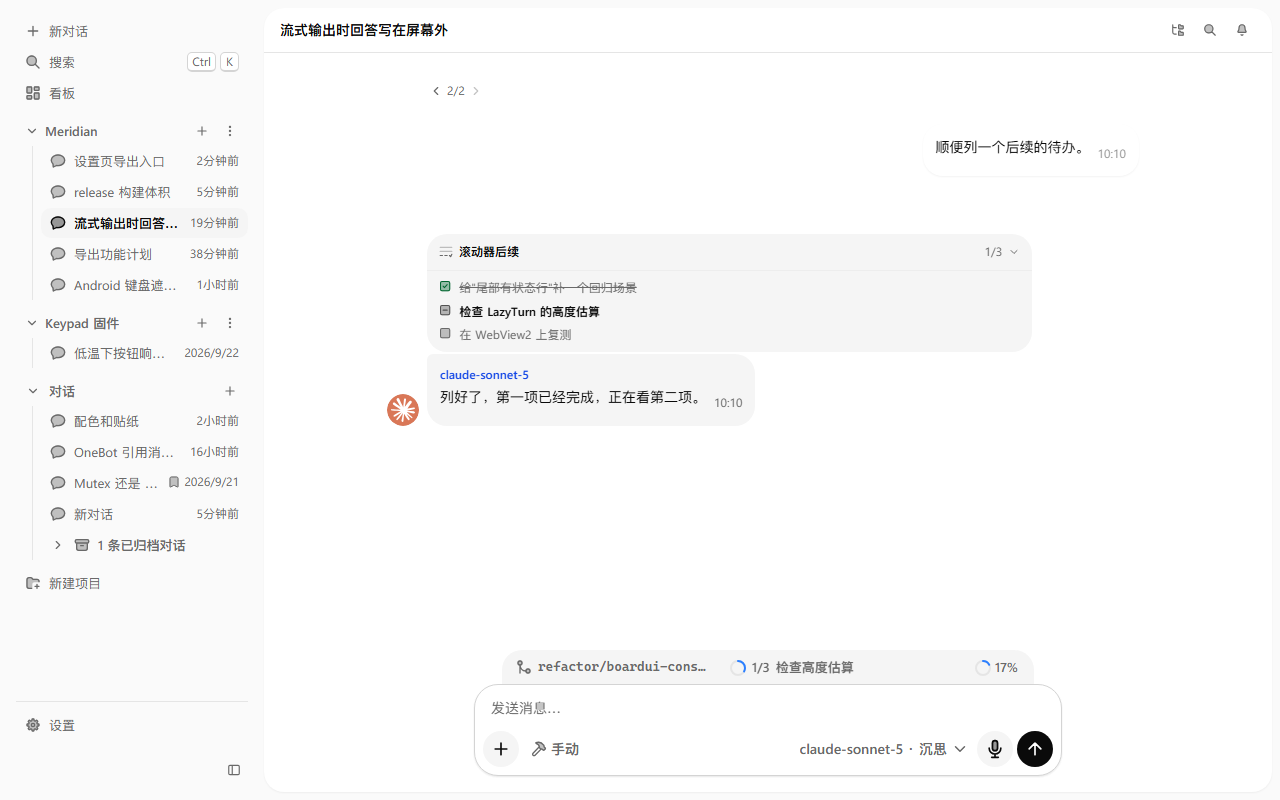 新对话
搜索 Ctrl K
看板
Meridian
设置页导出入口 2分钟前
release 构建体积 5分钟前
流式输出时回答... 19分钟前
导出功能计划 38分钟前
Android 键盘遮... 1小时前
Keypad 固件
低温下按钮响... 2026/9/22
对话
配色和贴纸 2小时前
OneBot 引用消... 16小时前
Mutex 还是 ... 2026/9/21
新对话 5分钟前
1 条已归档对话
新建项目
设置
流式输出时回答写在屏幕外
2/2
顺便列一个后续的待办。 10:10
滚动器后续 1/3
给"尾部有状态行"补一个回归场景
检查 LazyTurn 的高度估算
在 WebView2 上复测
claude-sonnet-5
列好了，第一项已经完成，正在看第二项。 10:10
refactor/boardui-cons... 1/3 检查高度估算 17%
发送消息...
手动 claude-sonnet-5 · 沉思